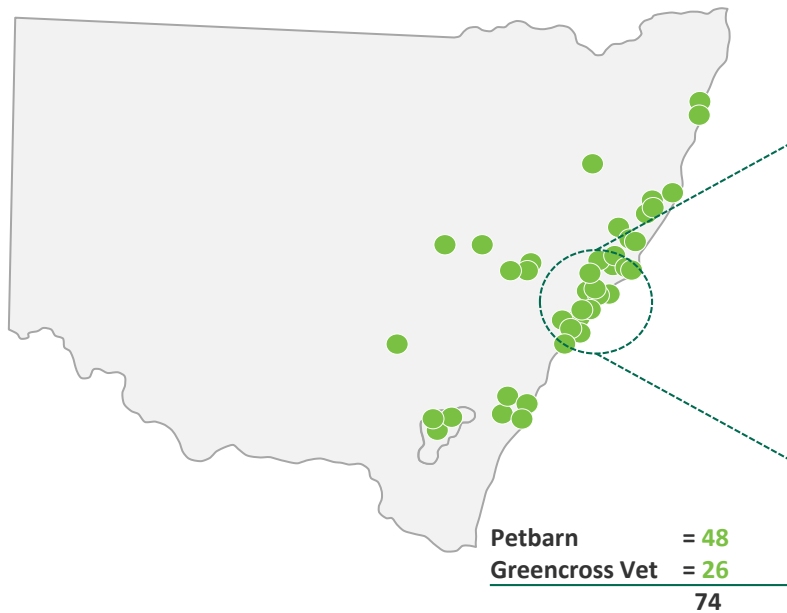 Petbarn = 48
Greencross Vet = 26
74